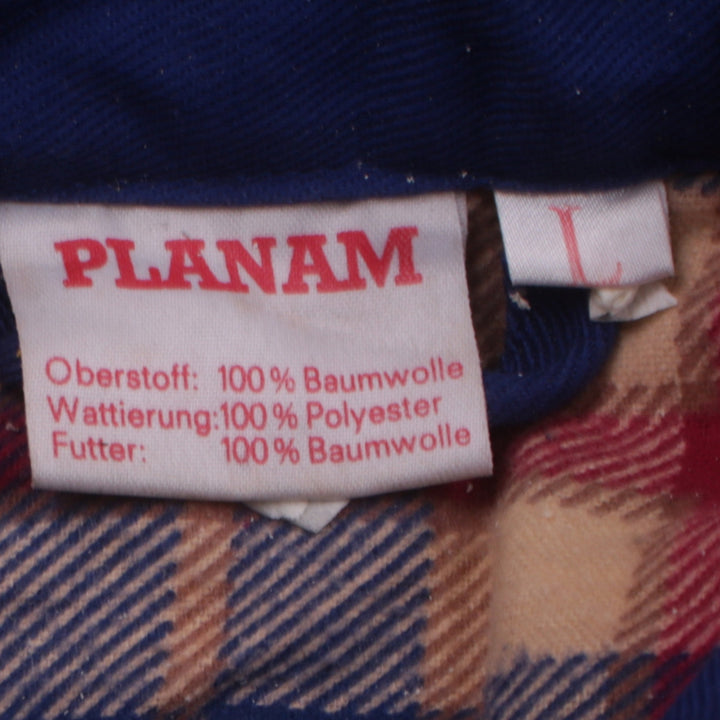 PLANAM
L
Oberstoff: 100% Baumwolle
Wattierung: 100% Polyester
Futter: 100% Baumwolle